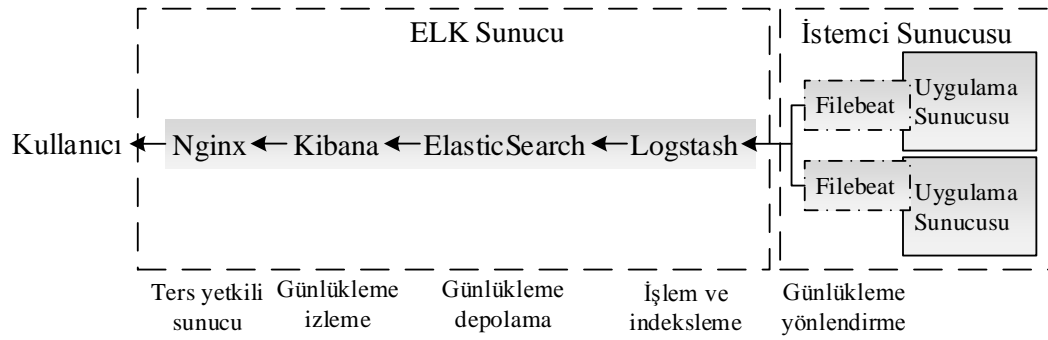 ELK Sunucu
İstemci Sunucusu
Filebeat
Uygulama
Sunucusu
Kullanıcı
Nginx
Kibana
ElasticSearch
Logstash
Filebeat
Uygulama
Sunucusu
Ters yetkili
sunucu
Günlükleme
izleme
Günlükleme
depolama
İşlem ve
indeksleme
Günlükleme
yönlendirme